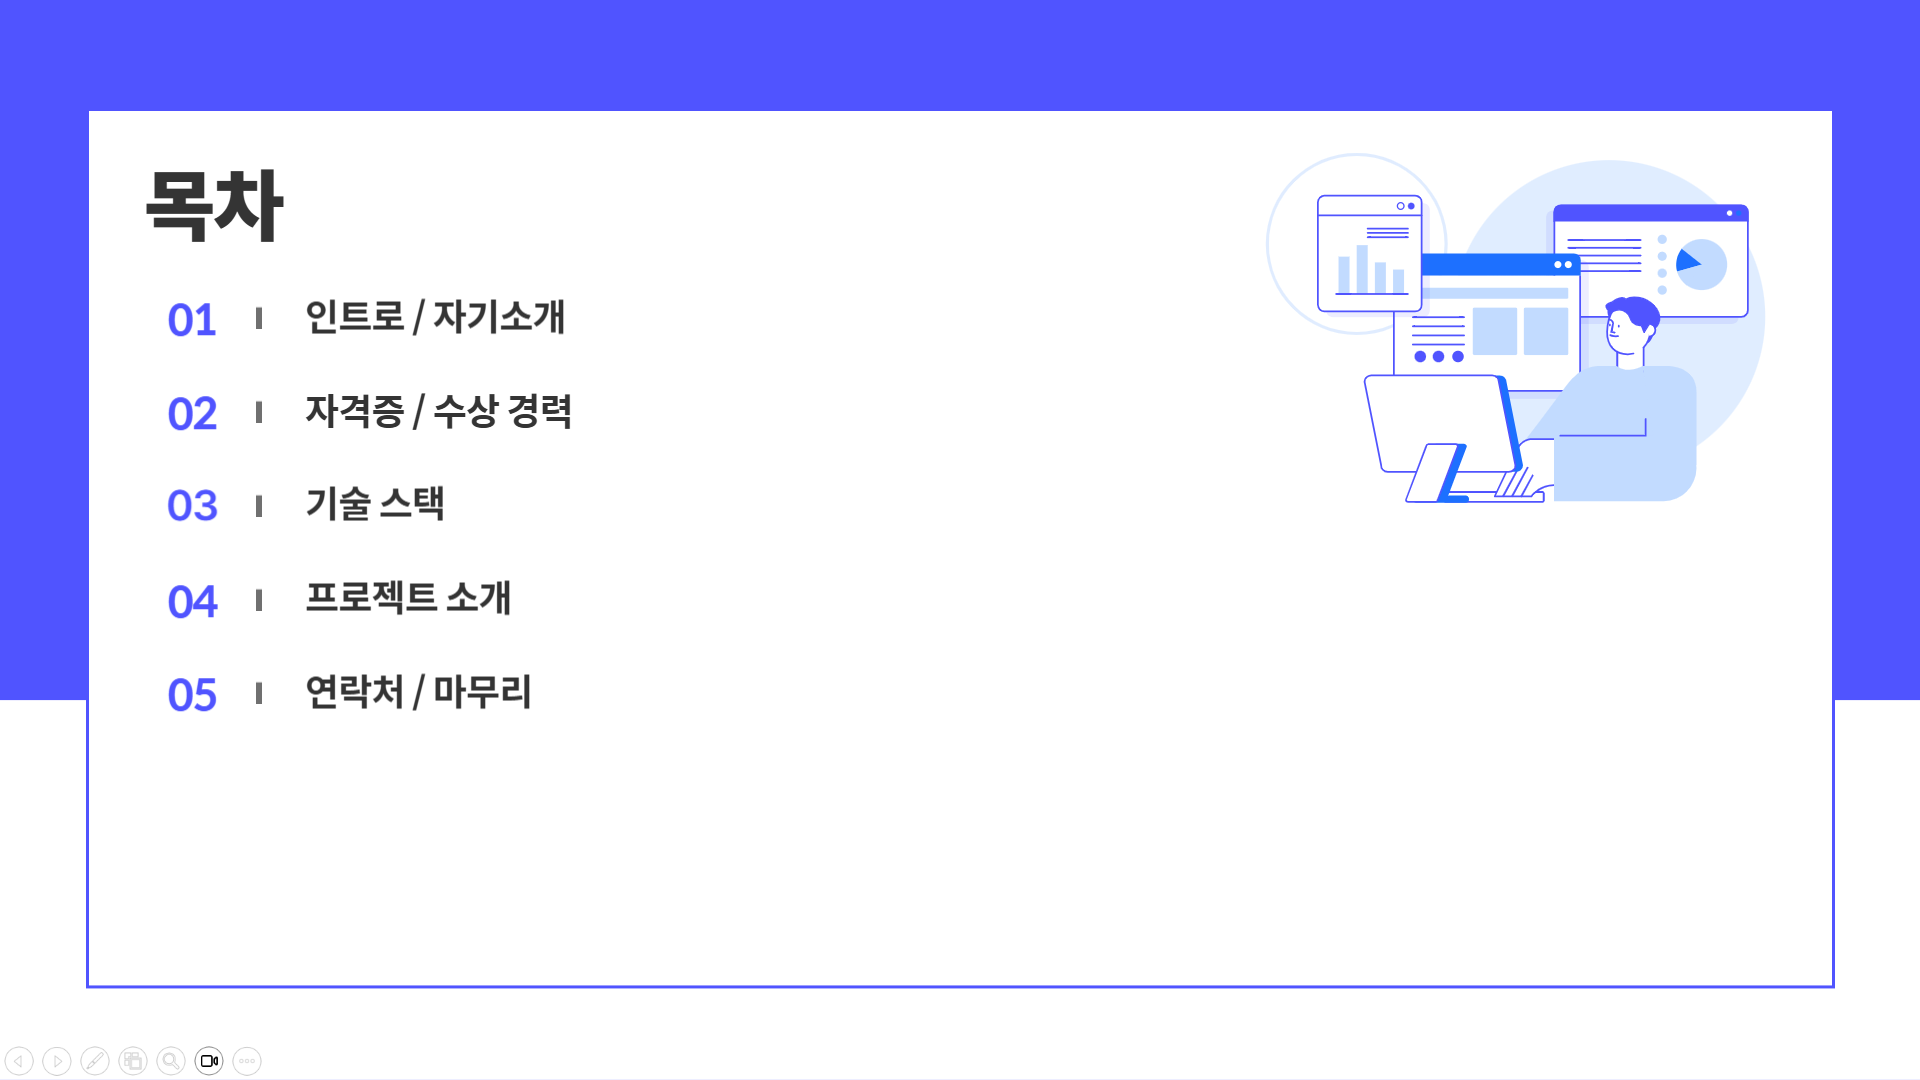 목차
01 인트로 / 자기소개
02 자격증 / 수상 경력
03 기술 스택
04 프로젝트 소개
05 연락처 / 마무리